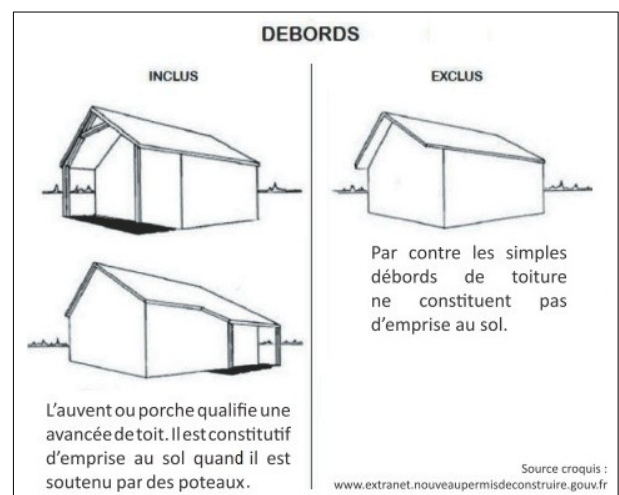 DEBORDS
INCLUS
L'auvent ou porche qualifie une
avancée de toit. Il est constitutif
d'emprise au sol quand il est
soutenu par des poteaux.
EXCLUS
Par contre les simples
débords de toiture
ne constituent pas
d'emprise au sol.
Source croquis :
www.extranet.nouveaupermisdeconstruire.gouv.fr